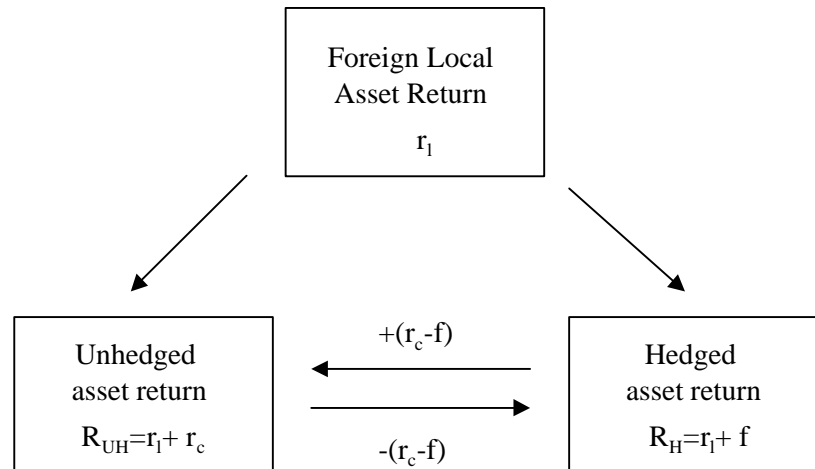 Foreign Local
Asset Return
r_l
+(r_c-f)
Unhedged
asset return
R_UH=r_l+ r_c
-(r_c-f)
Hedged
asset return
R_H=r_l+ f